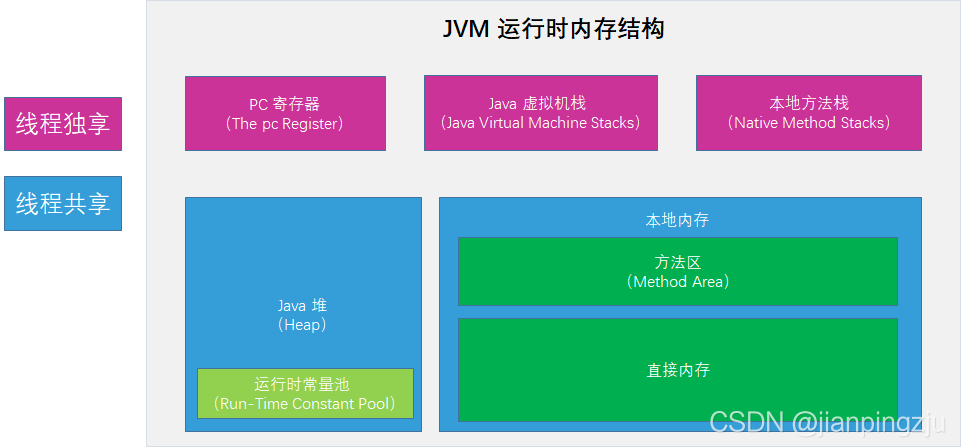 JVM 运行时内存结构
线程独享
线程共享
PC 寄存器
（The pc Register）
Java 虚拟机栈
（Java Virtual Machine Stacks）
本地方法栈
（Native Method Stacks）
Java 堆
（Heap）
运行时常量池
（Run-Time Constant Pool）
本地内存
方法区
（Method Area）
直接内存
CSDN @jianpingzju